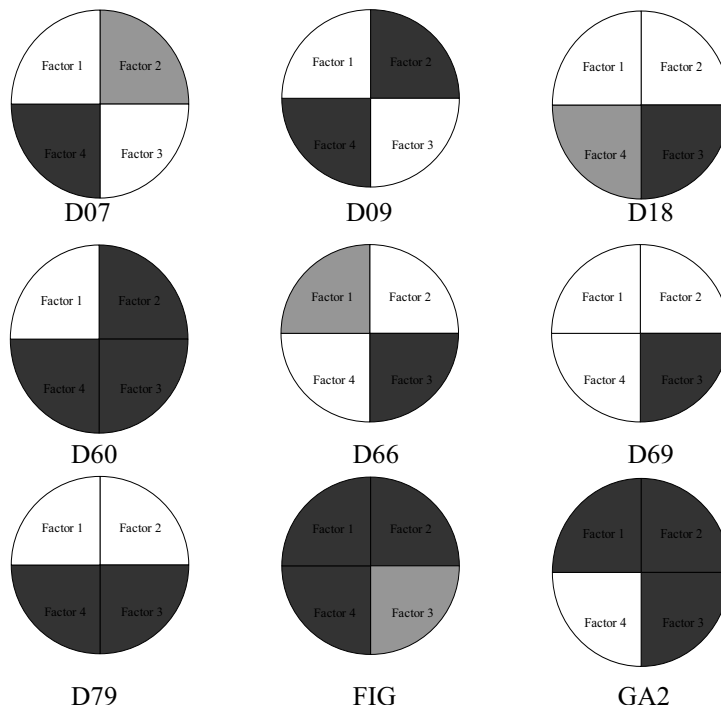 Factor 1 Factor 2 Factor 1 Factor 2 Factor 1 Factor 2
Factor 4 Factor 3 Factor 4 Factor 3 Factor 4 Factor 3
D07 D09 D18
Factor 1 Factor 2 Factor 1 Factor 2 Factor 1 Factor 2
Factor 4 Factor 3 Factor 4 Factor 3 Factor 4 Factor 3
D60 D66 D69
Factor 1 Factor 2 Factor 1 Factor 2 Factor 1 Factor 2
Factor 4 Factor 3 Factor 4 Factor 3 Factor 4 Factor 3
D79 FIG GA2